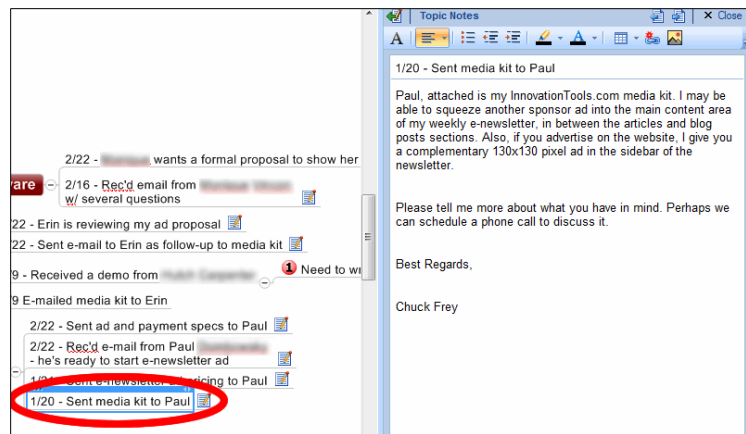 2/22 - wants a formal proposal to show her
are
2/16 - Rec'd email from
w/ several questions
/22 - Erin is reviewing my ad proposal
22 - Sent e-mail to Erin as follow-up to media kit
/9 - Received a demo from
1 Need to wr
9 E-mailed media kit to Erin
2/22 - Sent ad and payment specs to Paul
2/22 - Rec'd e-mail from Paul
- he's ready to start e-newsletter ad
Sent e-newsletter pricing to Paul
1/20 - Sent media kit to Paul
Topic Notes
Close
A
A
1/20 - Sent media kit to Paul
Paul, attached is my InnovationTools.com media kit. I may be
able to squeeze another sponsor ad into the main content area
of my weekly e-newsletter, in between the articles and blog
posts sections. Also, if you advertise on the website, I give you
a complementary 130x130 pixel ad in the sidebar of the
newsletter.
Please tell me more about what you have in mind. Perhaps we
can schedule a phone call to discuss it.
Best Regards,
Chuck Frey